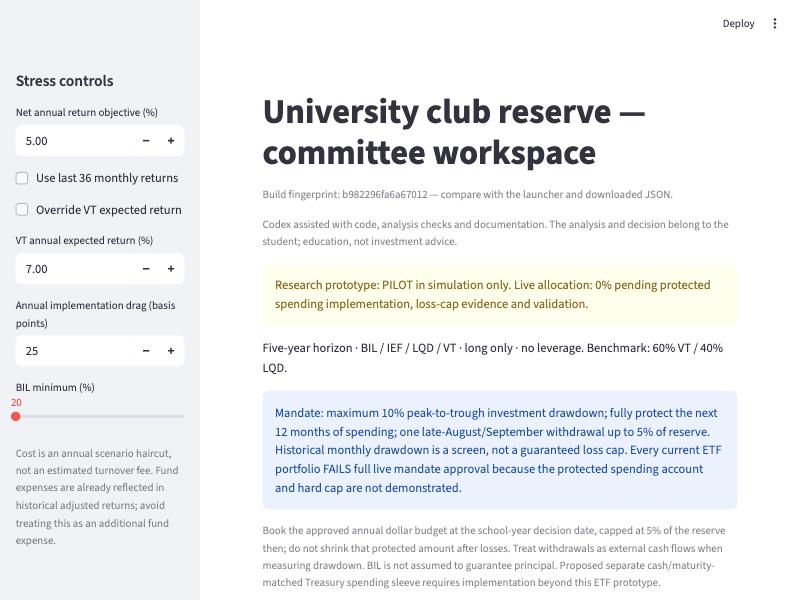 Deploy
Stress controls
Net annual return objective (%)
5.00
Use last 36 monthly returns
Override VT expected return
VT annual expected return (%)
7.00
Annual implementation drag (basis
points)
25
BIL minimum (%)
20
Cost is an annual scenario haircut,
not an estimated turnover fee. Fund
expenses are already reflected in
historical adjusted returns; avoid
treating this as an additional fund
expense.
University club reserve —
committee workspace
Build fingerprint: b982296fa6a67012 — compare with the launcher and downloaded JSON.
Codex assisted with code, analysis checks and documentation. The analysis and decision belong to the
student; education, not investment advice.
Research prototype: PILOT in simulation only. Live allocation: 0% pending protected
spending implementation, loss-cap evidence and validation.
Five-year horizon · BIL / IEF / LQD / VT · long only · no leverage. Benchmark: 60% VT / 40%
LQD.
Mandate: maximum 10% peak-to-trough investment drawdown; fully protect the next
12 months of spending; one late-August/September withdrawal up to 5% of reserve.
Historical monthly drawdown is a screen, not a guaranteed loss cap. Every current ETF
portfolio FAILS full live mandate approval because the protected spending account
and hard cap are not demonstrated.
Book the approved annual dollar budget at the school-year decision date, capped at 5% of the reserve
then; do not shrink that protected amount after losses. Treat withdrawals as external cash flows when
measuring drawdown. BIL is not assumed to guarantee principal. Proposed separate cash/maturity-
matched Treasury spending sleeve requires implementation beyond this ETF prototype.